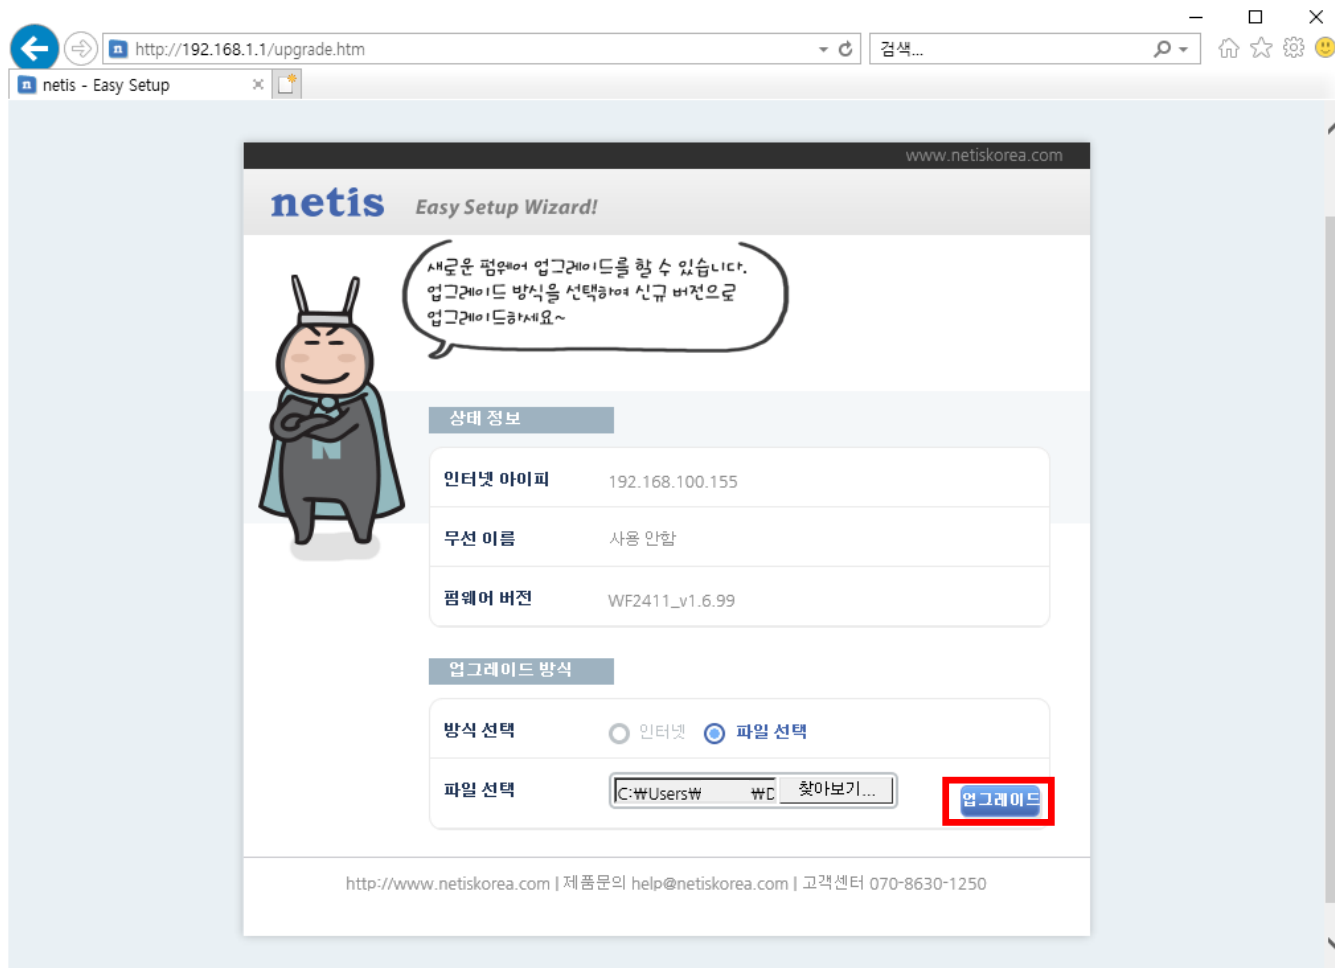 http://192.168.1.1/upgrade.htm
검색...
netis - Easy Setup
www.netiskorea.com
netis Easy Setup Wizard!
새로운 펌웨어 업그레이드를 할 수 있습니다.
업그레이드 방식을 선택하여 신규 버전으로
업그레이드하세요~
상태 정보
인터넷 아이피 192.168.100.155
무선 이름 사용 안함
펌웨어 버전 WF2411_v1.6.99
업그레이드 방식
방식 선택 인터넷 파일 선택
파일 선택 C:₩Users₩ ₩D 찾아보기...
업그레이드
http://www.netiskorea.com | 제품문의 help@netiskorea.com | 고객센터 070-8630-1250
N